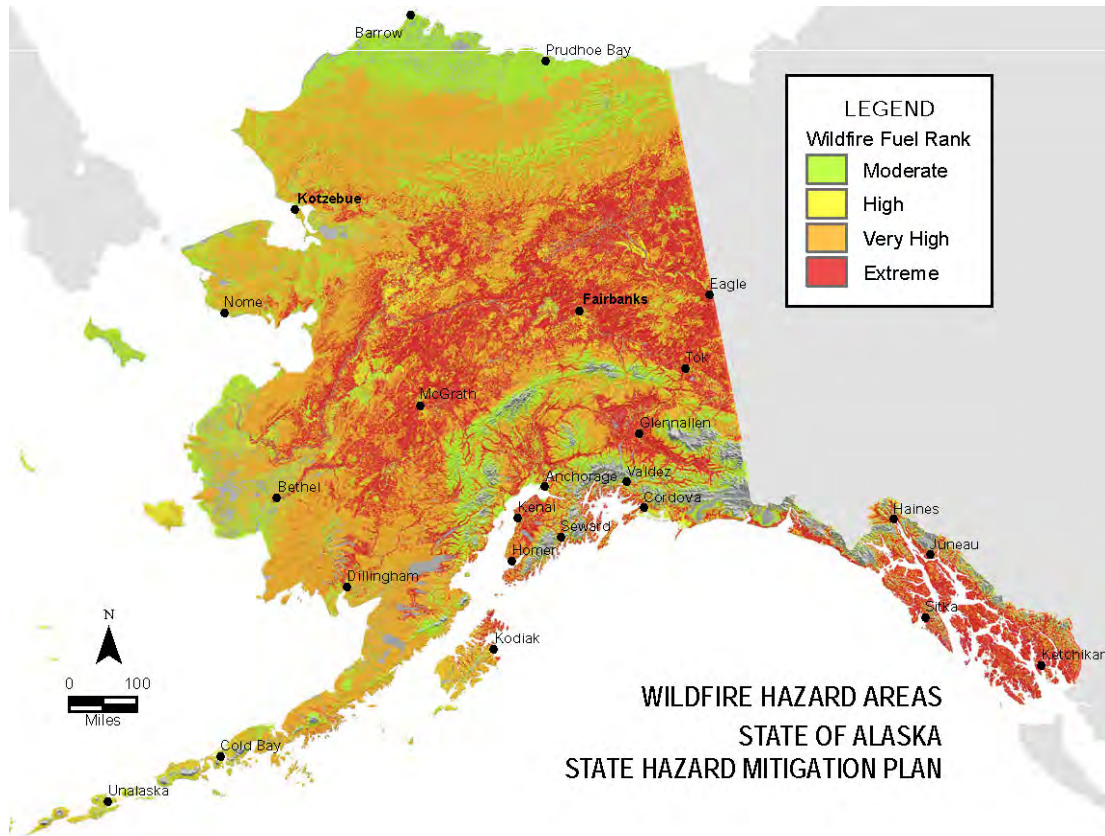 Barrow
Prudhoe Bay
LEGEND
Wildfire Fuel Rank
Moderate
High
Very High
Extreme
Kotzebue
Eagle
Nome
Fairbanks
Tok
McGrath
Glennallen
Anchorage
Valdez
Bethel
Kenai
Cordova
Haines
Seward
Homer
Juneau
Dillingham
Sitka
N
Kodiak
Ketchikan
0 100
Miles
WILDFIRE HAZARD AREAS
STATE OF ALASKA
STATE HAZARD MITIGATION PLAN
Cold Bay
Unalaska